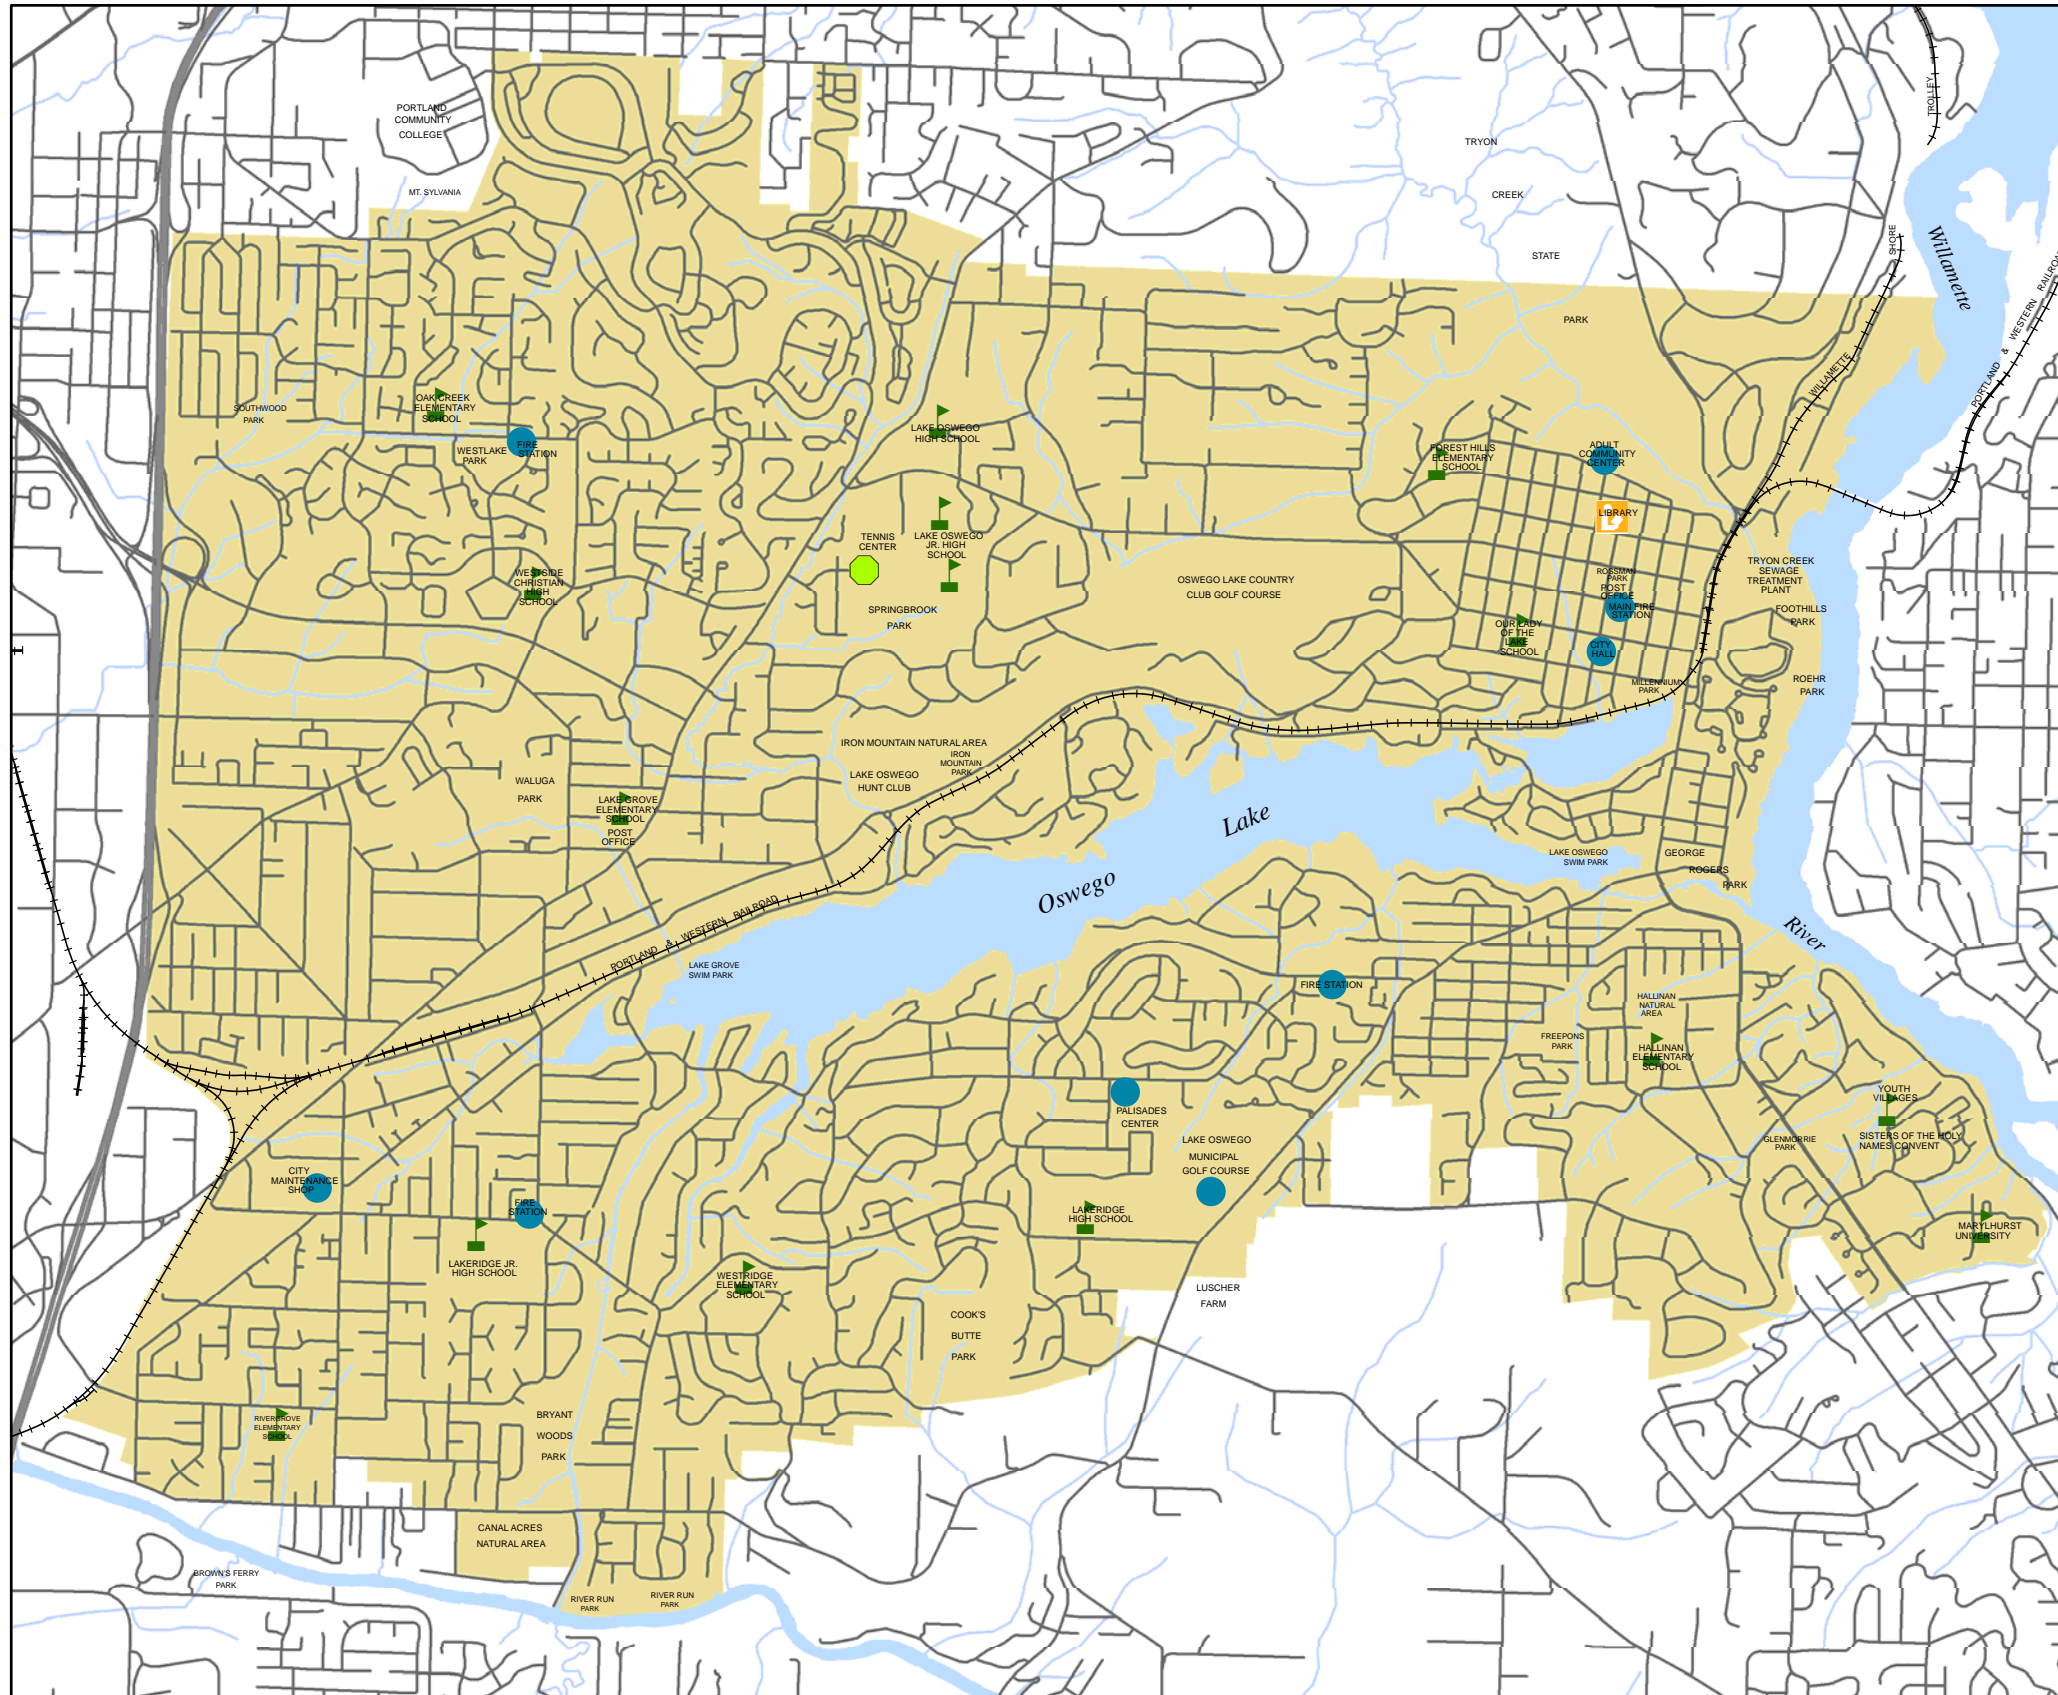 PORTLAND
COMMUNITY
COLLEGE
MT. SYLVANIA
TRYON
CREEK
STATE
PARK
TROLLEY
SHORE
WILLAMETTE
Willamette
PORTLAND & WESTERN RAILROA
SOUTHWOOD
PARK
OAK CREEK
ELEMENTARY
SCHOOL
WESTLAKE
PARK
FIRE
STATION
LAKE OSWEGO
HIGH SCHOOL
FOREST HILLS
ELEMENTARY
SCHOOL
ADULT
COMMUNITY
CENTER
LIBRARY
TENNIS
CENTER
LAKE OSWEGO
JR. HIGH
SCHOOL
WESTSIDE
CHRISTIAN
HIGH
SCHOOL
SPRINGBROOK
PARK
OSWEGO LAKE COUNTRY
CLUB GOLF COURSE
ROSSMAN
PARK
POST
OFFICE
MAIN FIRE
STATION
OUR LADY
OF THE
LAKE
SCHOOL
CITY
HALL
MILLENNIUM
PARK
TRYON CREEK
SEWAGE
TREATMENT
PLANT
FOOTHILLS
PARK
ROEHR
PARK
IRON MOUNTAIN NATURAL AREA
IRON
MOUNTAIN
PARK
LAKE OSWEGO
HUNT CLUB
WALUGA
PARK
LAKE GROVE
ELEMENTARY
SCHOOL
POST
OFFICE
Lake
Oswego
LAKE OSWEGO
SWIM PARK
GEORGE
ROGERS
PARK
River
PORTLAND & WESTERN RAILROAD
LAKE GROVE
SWIM PARK
FIRE STATION
HALLINAN
NATURAL
AREA
FREEPONS
PARK
HALLINAN
ELEMENTARY
SCHOOL
YOUTH
VILLAGES
SISTERS OF THE HOLY
NAMES CONVENT
GLENMORRIE
PARK
MARYLHURST
UNIVERSITY
PALISADES
CENTER
LAKE OSWEGO
MUNICIPAL
GOLF COURSE
CITY
MAINTENANCE
SHOP
FIRE
STATION
LAKERIDGE JR.
HIGH SCHOOL
LAKERIDGE
HIGH SCHOOL
WESTRIDGE
ELEMENTARY
SCHOOL
LUSCHER
FARM
COOK'S
BUTTE
PARK
RIVERGROVE
ELEMENTARY
SCHOOL
BRYANT
WOODS
PARK
CANAL ACRES
NATURAL AREA
BROWN'S FERRY
PARK
RIVER RUN
PARK
RIVER RUN
PARK